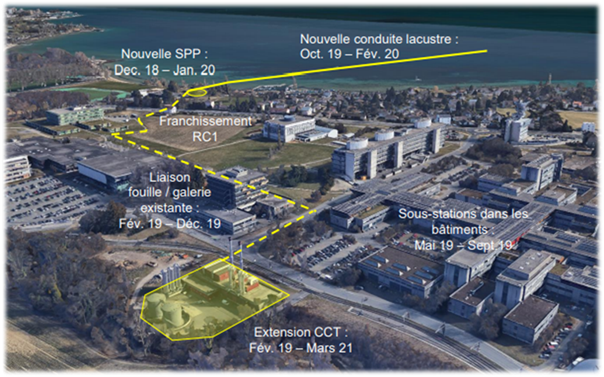 Nouvelle SPP :
Dec. 18 – Jan. 20
Nouvelle conduite lacustre :
Oct. 19 – Fév. 20
Franchissement
RC1
Liaison
fouille / galerie
existante :
Fév. 19 – Déc. 19
Sous-stations dans les
bâtiments :
Mai 19 – Sept 19
Extension CCT :
Fév. 19 – Mars 21